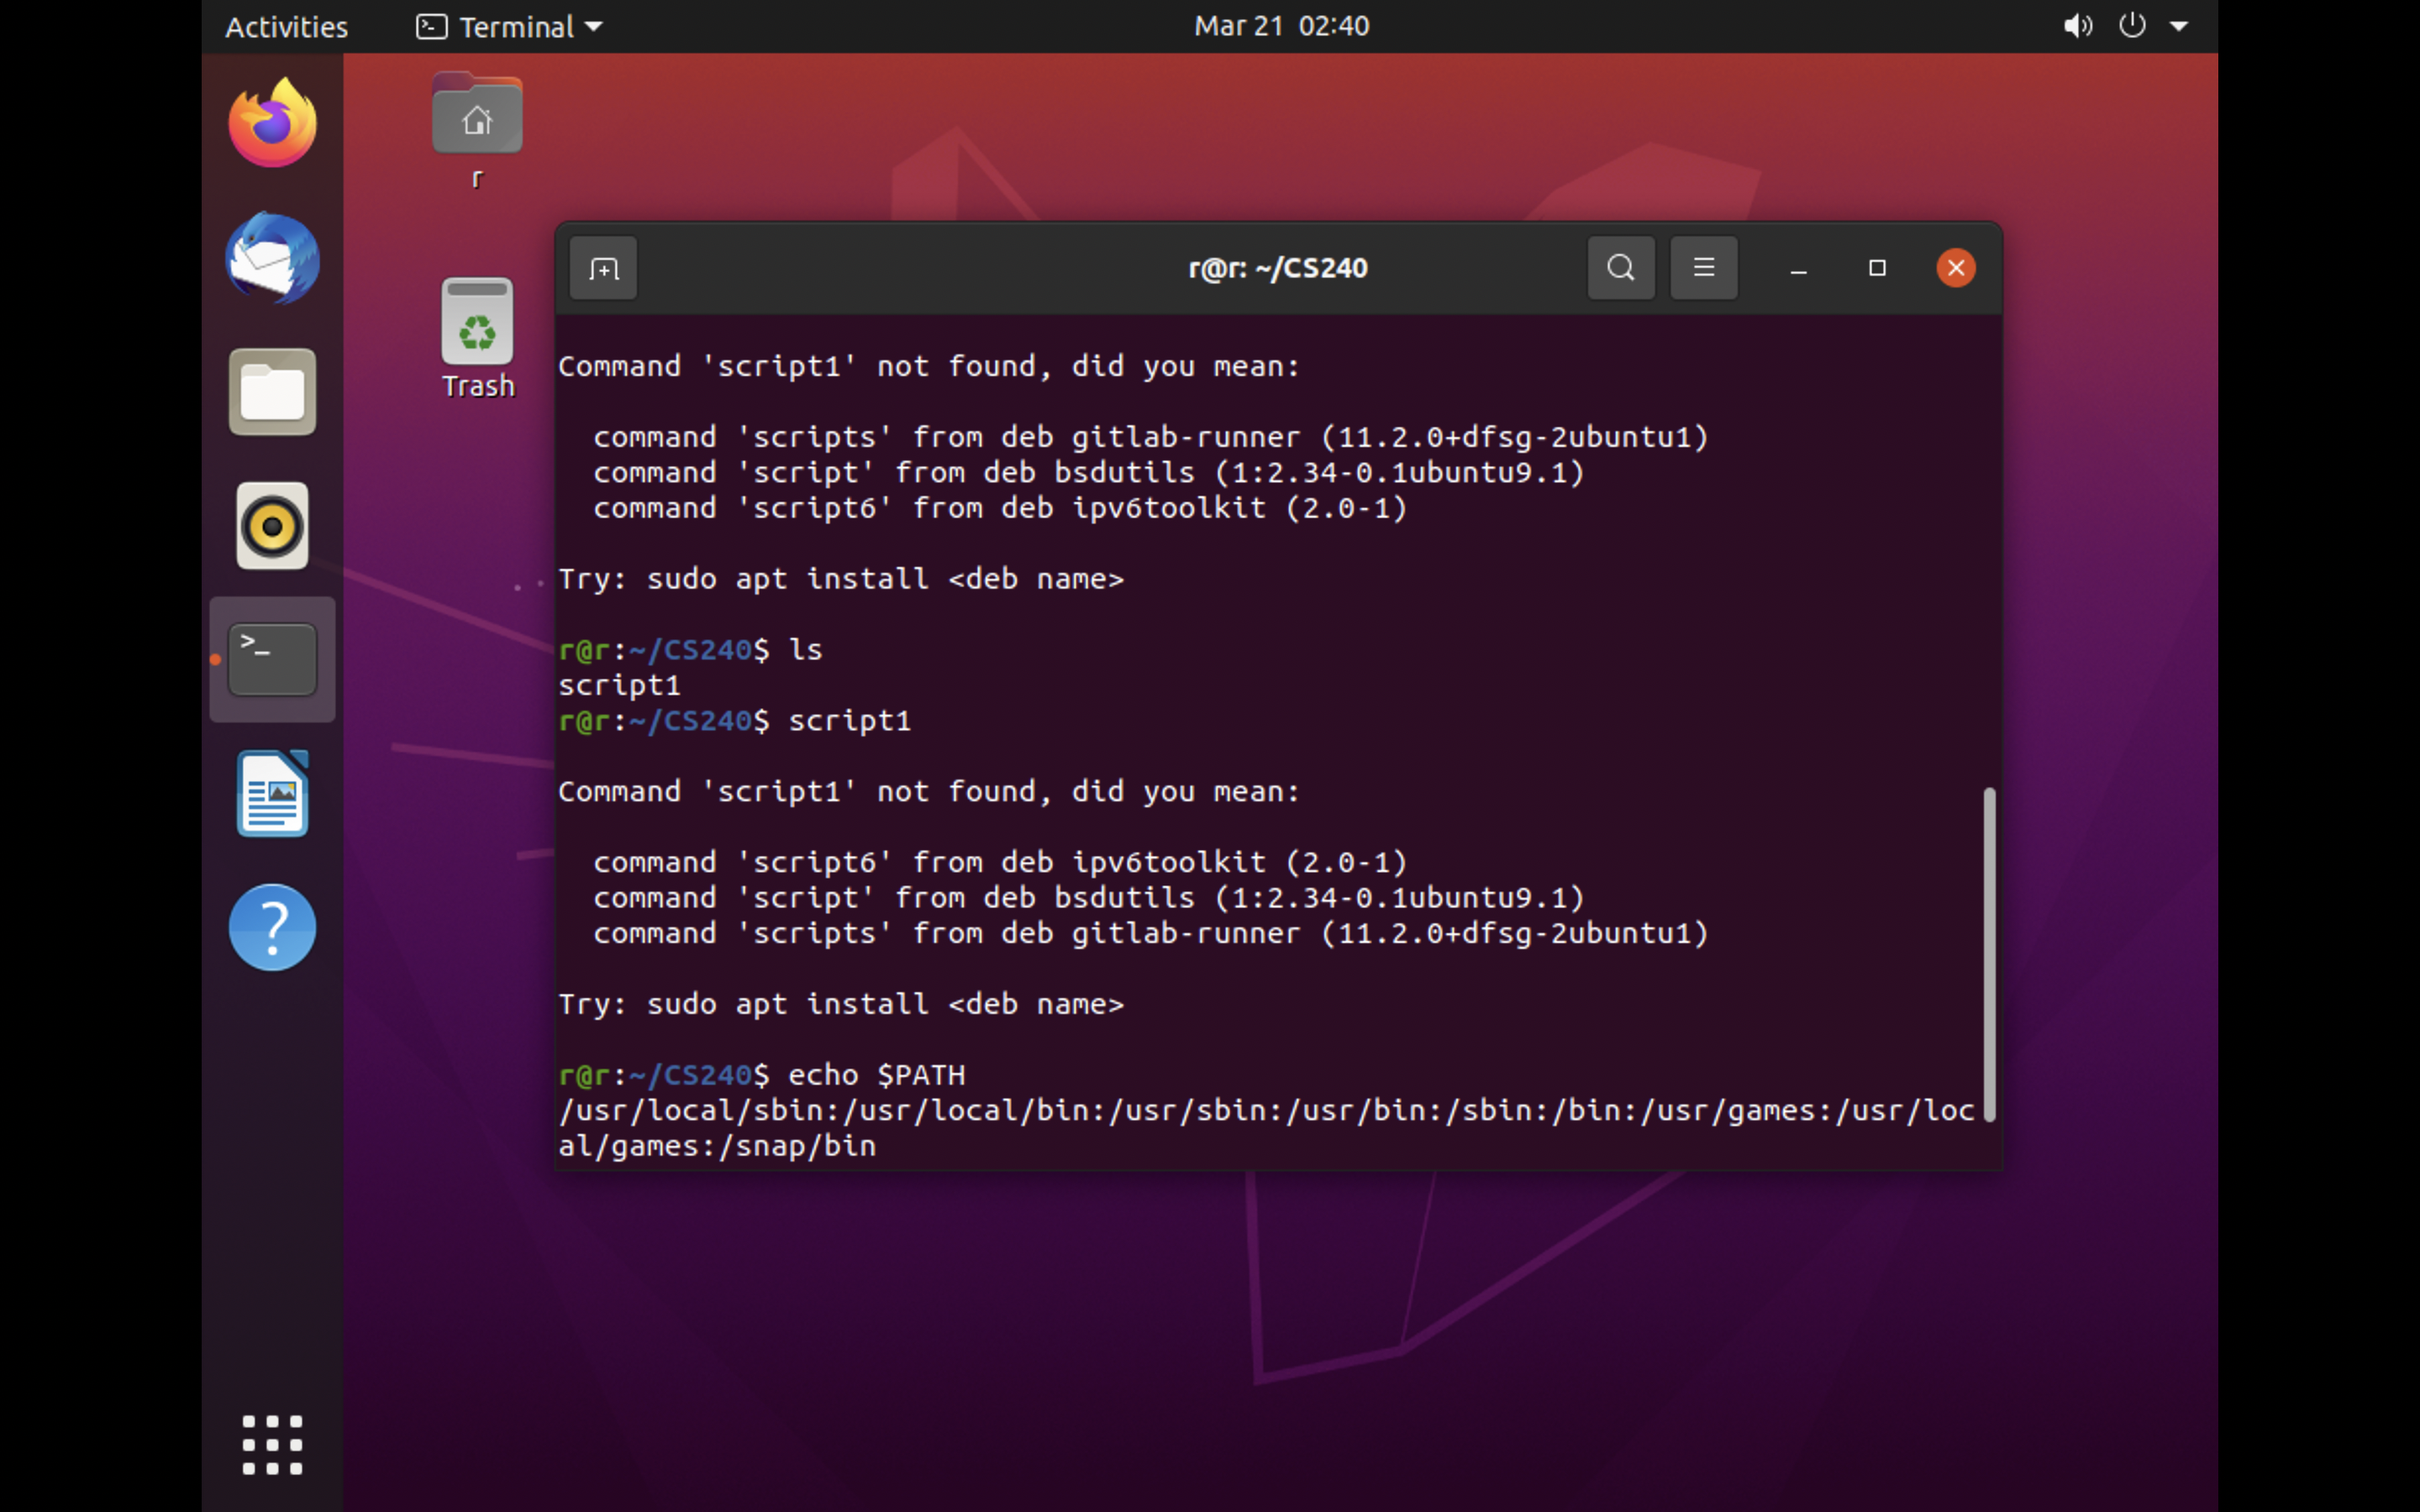 Activities
Terminal
Mar 21 02:40
r
Trash
r@r: ~/CS240
Command 'script1' not found, did you mean:
command 'scripts' from deb gitlab-runner (11.2.0+dfsg-2ubuntu1)
command 'script' from deb bsdutils (1:2.34-0.1ubuntu9.1)
command 'script6' from deb ipv6toolkit (2.0-1)
Try: sudo apt install <deb name>
r@r:~/CS240$ ls
script1
r@r:~/CS240$ script1
Command 'script1' not found, did you mean:
command 'script6' from deb ipv6toolkit (2.0-1)
command 'script' from deb bsdutils (1:2.34-0.1ubuntu9.1)
command 'scripts' from deb gitlab-runner (11.2.0+dfsg-2ubuntu1)
Try: sudo apt install <deb name>
r@r:~/CS240$ echo $PATH
/usr/local/sbin:/usr/local/bin:/usr/sbin:/usr/bin:/sbin:/bin:/usr/games:/usr/loc
al/games:/snap/bin